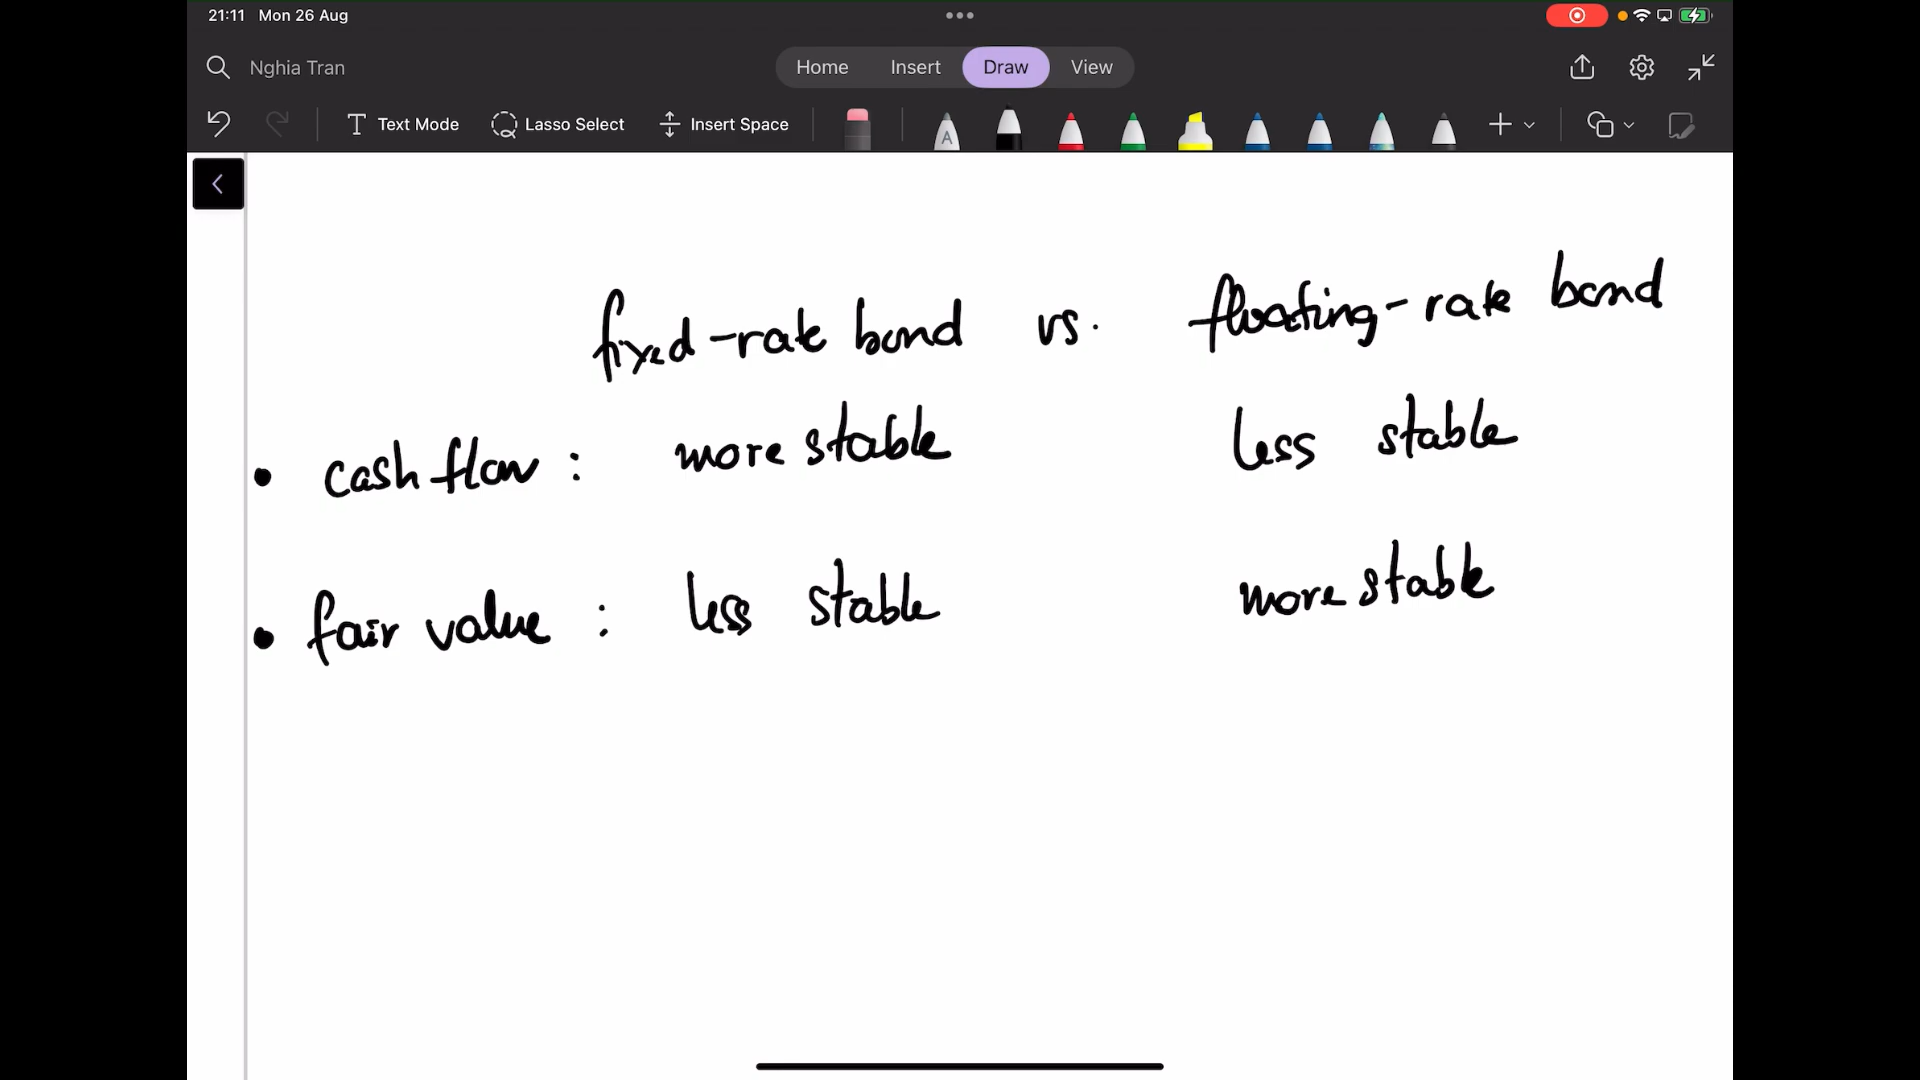 21:11 Mon 26 Aug
Nghia Tran Home Insert Draw View
Text Mode Lasso Select Insert Space A
fixed-rate bond vs. floating-rate bond
• cash flow : more stable less stable
• fair value : less stable more stable